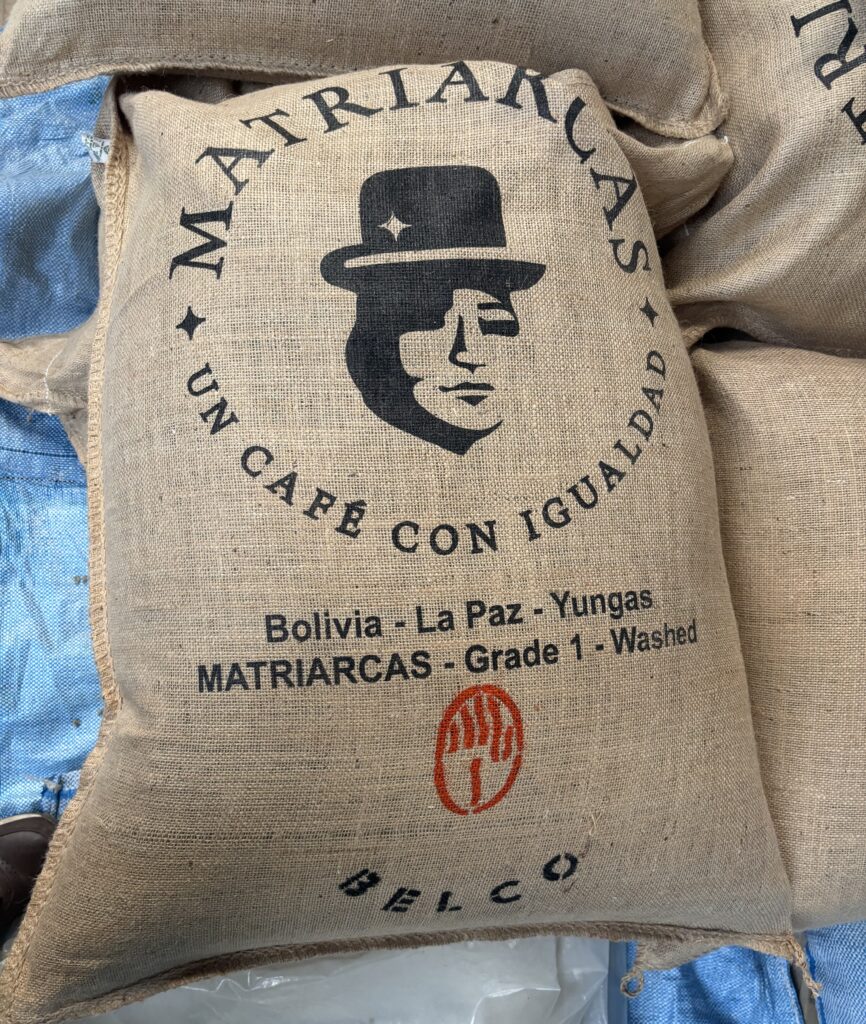 MATRIARCAS
UN CAFÉ CON IGUALDAD
Bolivia - La Paz - Yungas
MATRIARCAS - Grade 1 - Washed
BELCO